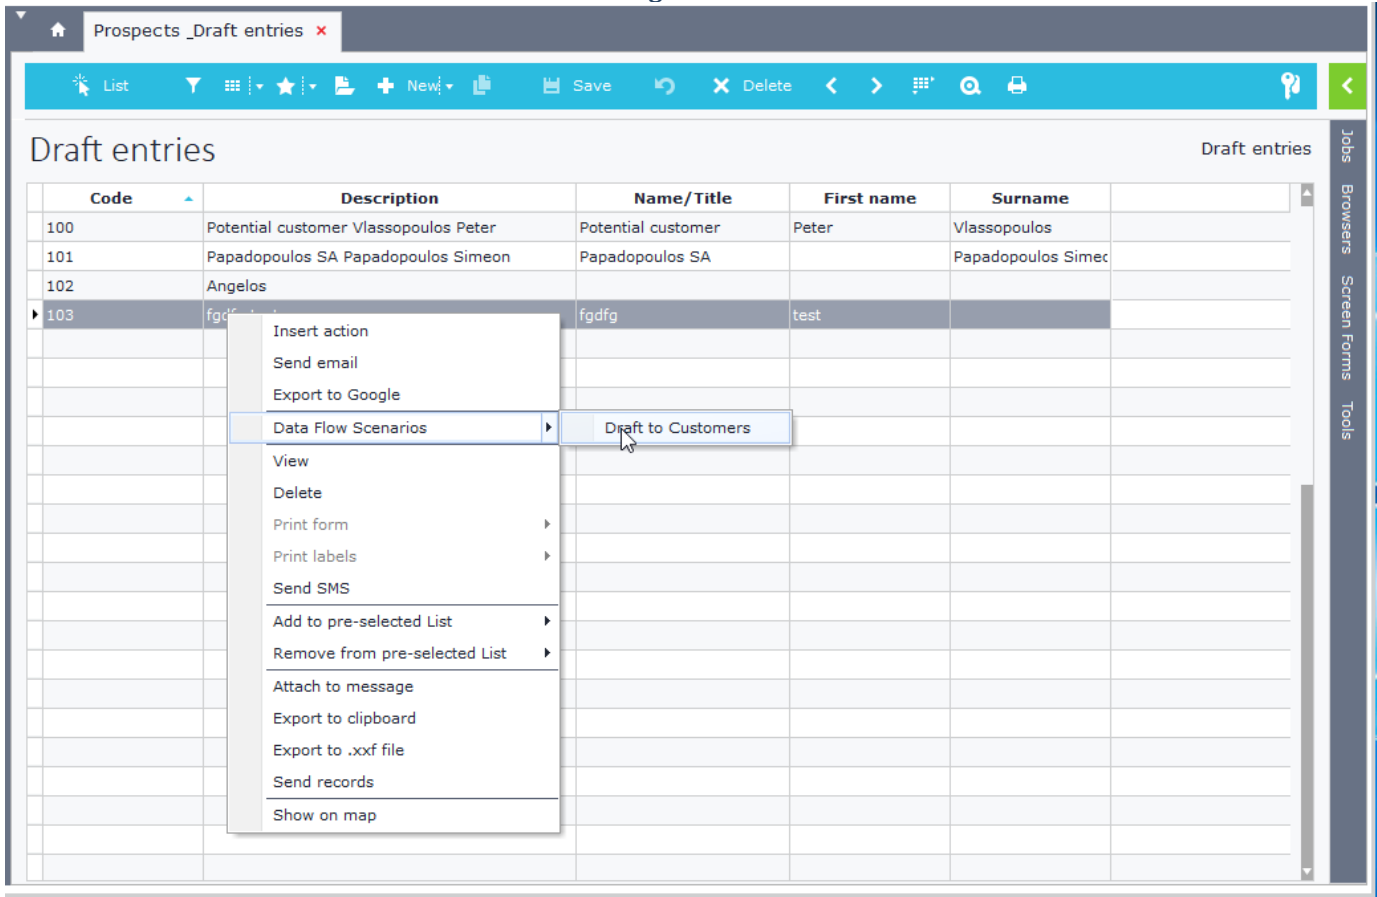 Prospects _Draft entries ×
List New Save Delete
Draft entries
Draft entries
Code Description Name/Title First name Surname
100 Potential customer Vlassopoulos Peter Potential customer Peter Vlassopoulos
101 Papadopoulos SA Papadopoulos Simeon Papadopoulos SA Papadopoulos Simec
102 Angelos
103 fgdfg test
Insert action
Send email
Export to Google
Data Flow Scenarios
Draft to Customers
View
Delete
Print form
Print labels
Send SMS
Add to pre-selected List
Remove from pre-selected List
Attach to message
Export to clipboard
Export to .xxf file
Send records
Show on map
Jobs
Browsers
Screen Forms
Tools